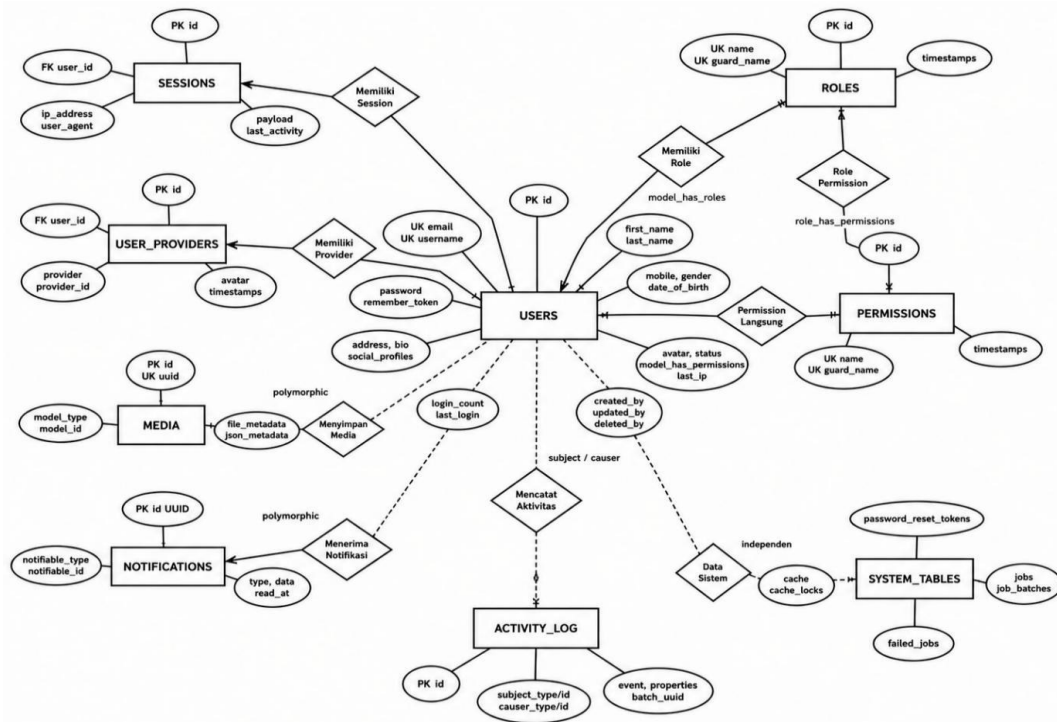 PK id
FK user_id
SESSIONS
ip_address
user_agent
payload
last_activity
Memiliki
Session
PK id
UK name
UK guard_name
timestamps
ROLES
Memiliki
Role
model_has_roles
Role
Permission
role_has_permissions
PK id
PK id
FK user_id
USER_PROVIDERS
provider
provider_id
avatar
timestamps
Memiliki
Provider
UK email
UK username
PK id
first_name
last_name
password
remember_token
mobile, gender
date_of_birth
USERS
address, bio
social_profiles
avatar, status
model_has_permissions
last_ip
Permission
Langsung
PERMISSIONS
UK name
UK guard_name
timestamps
PK id
UK uuid
model_type
model_id
MEDIA
file_metadata
json_metadata
polymorphic
Menyimpan
Media
login_count
last_login
created_by
updated_by
deleted_by
subject / causer
Mencatat
Aktivitas
PK id UUID
notifiable_type
notifiable_id
NOTIFICATIONS
type, data
read_at
polymorphic
Menerima
Notifikasi
independen
Data
Sistem
cache
cache_locks
password_reset_tokens
SYSTEM_TABLES
jobs
job_batches
failed_jobs
ACTIVITY_LOG
PK id
subject_type/id
causer_type/id
event, properties
batch_uuid